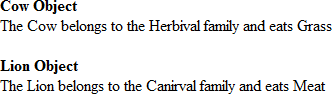 Cow Object
The Cow belongs to the Herbival family and eats Grass
Lion Object
The Lion belongs to the Canirval family and eats Meat